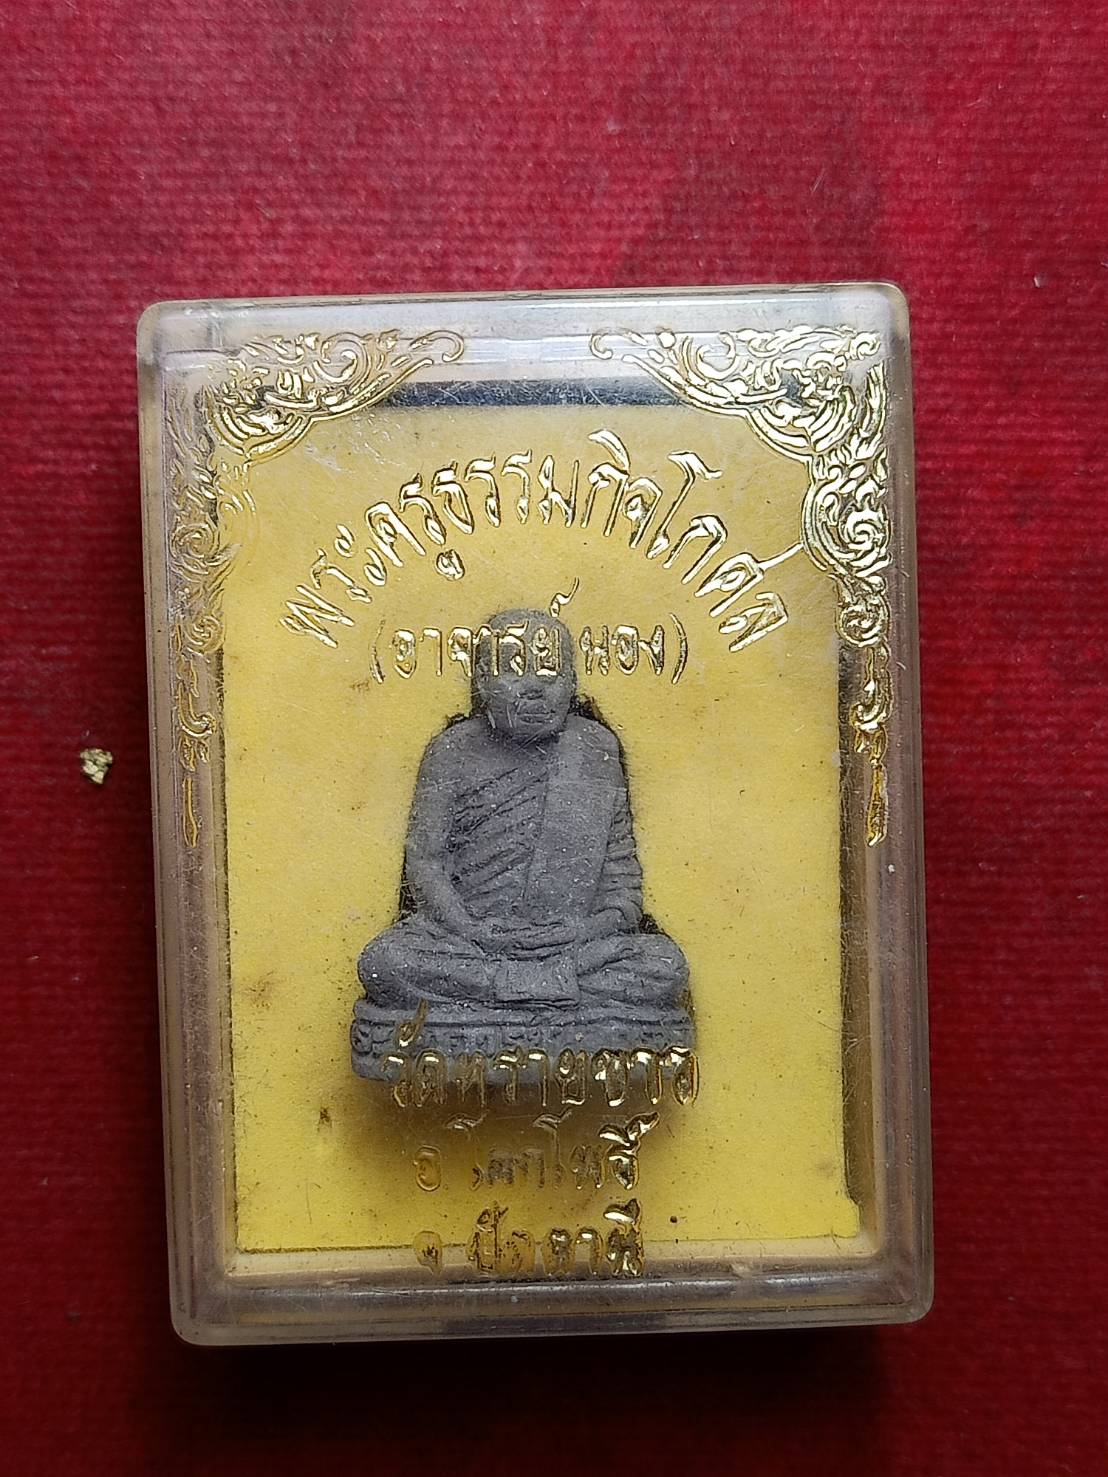 พระครูธรรมกิจโกศล
(อาจารย์นอง)
วัดทรายขาว
อ.โคกโพธิ์
จ.ปัตตานี